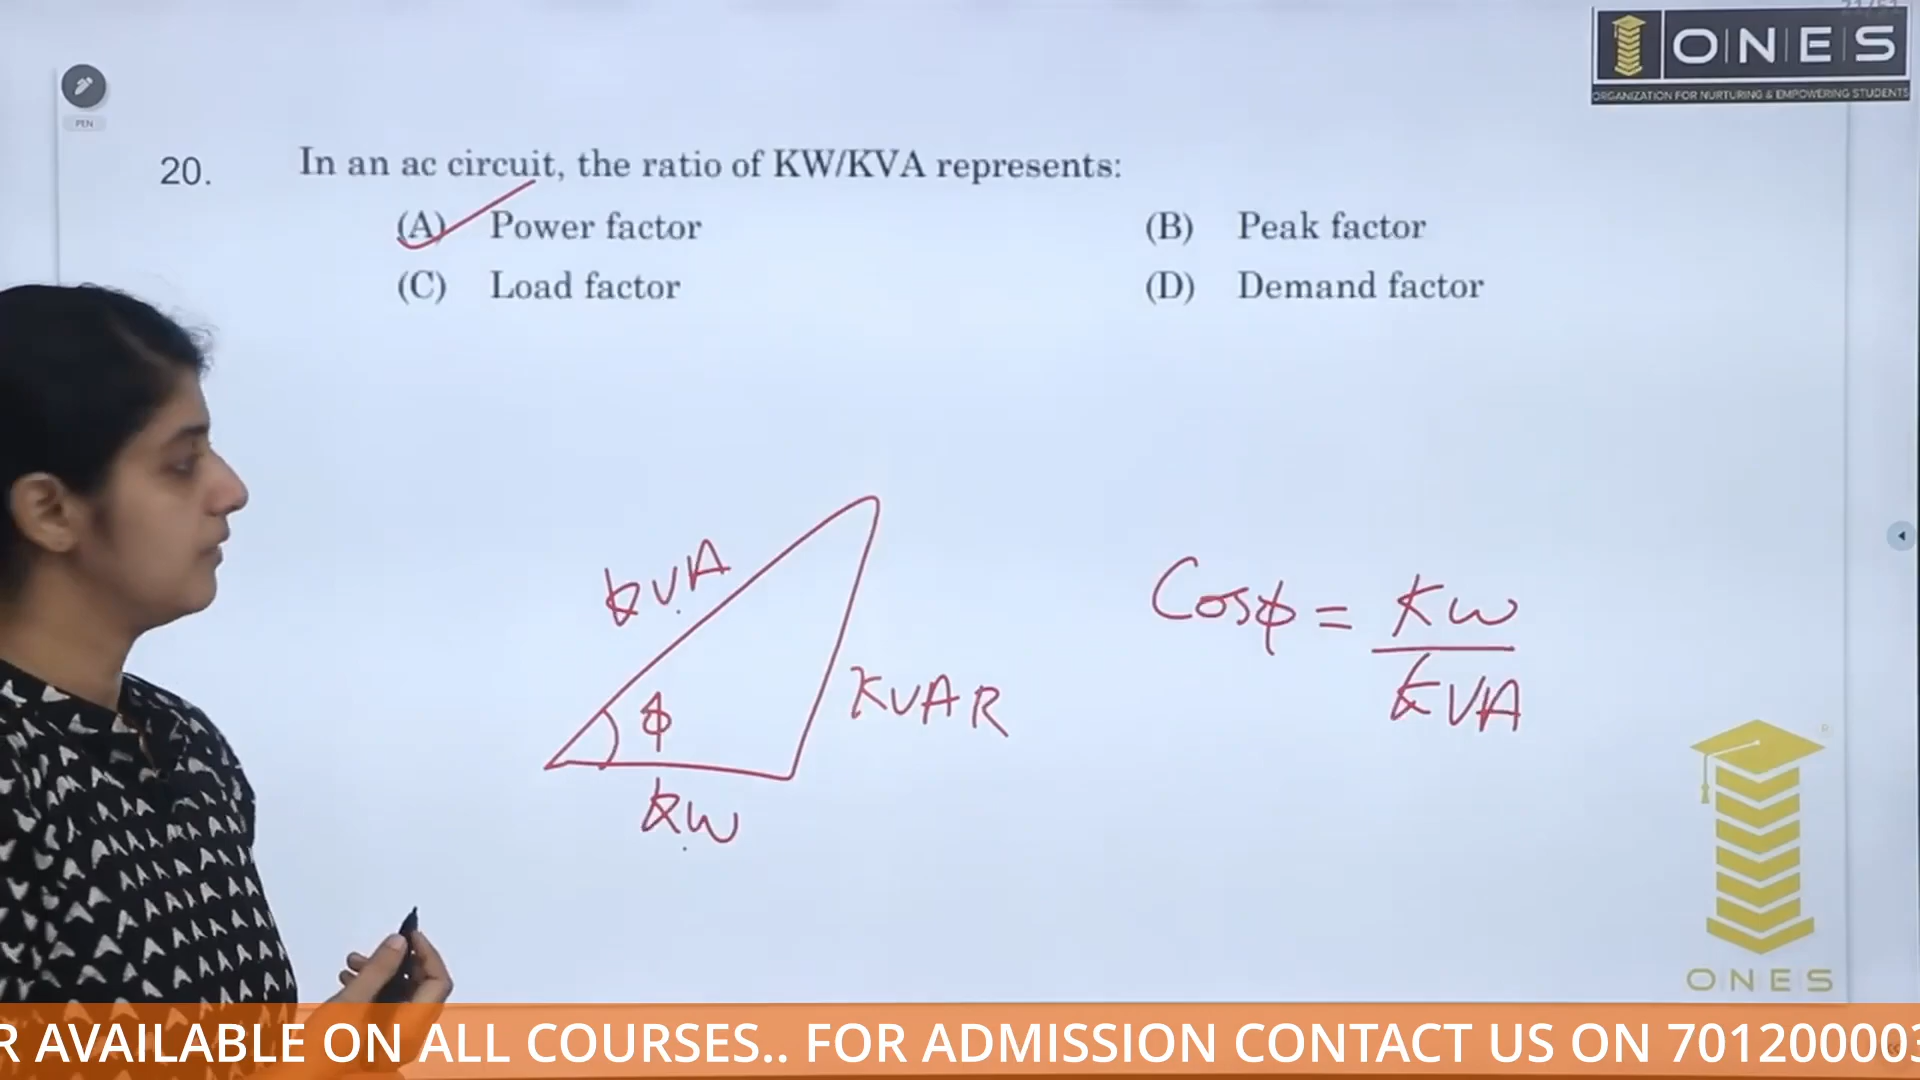 O|N|E|S
ORGANIZATION FOR NURTURING & EMPOWERING STUDENTS
PEN
20. In an ac circuit, the ratio of KW/KVA represents:
(A) Power factor (B) Peak factor
(C) Load factor (D) Demand factor
KVA
ϕ
KVAR
KW
Cosϕ = KW
KVA
ONES
R AVAILABLE ON ALL COURSES.. FOR ADMISSION CONTACT US ON 701200003